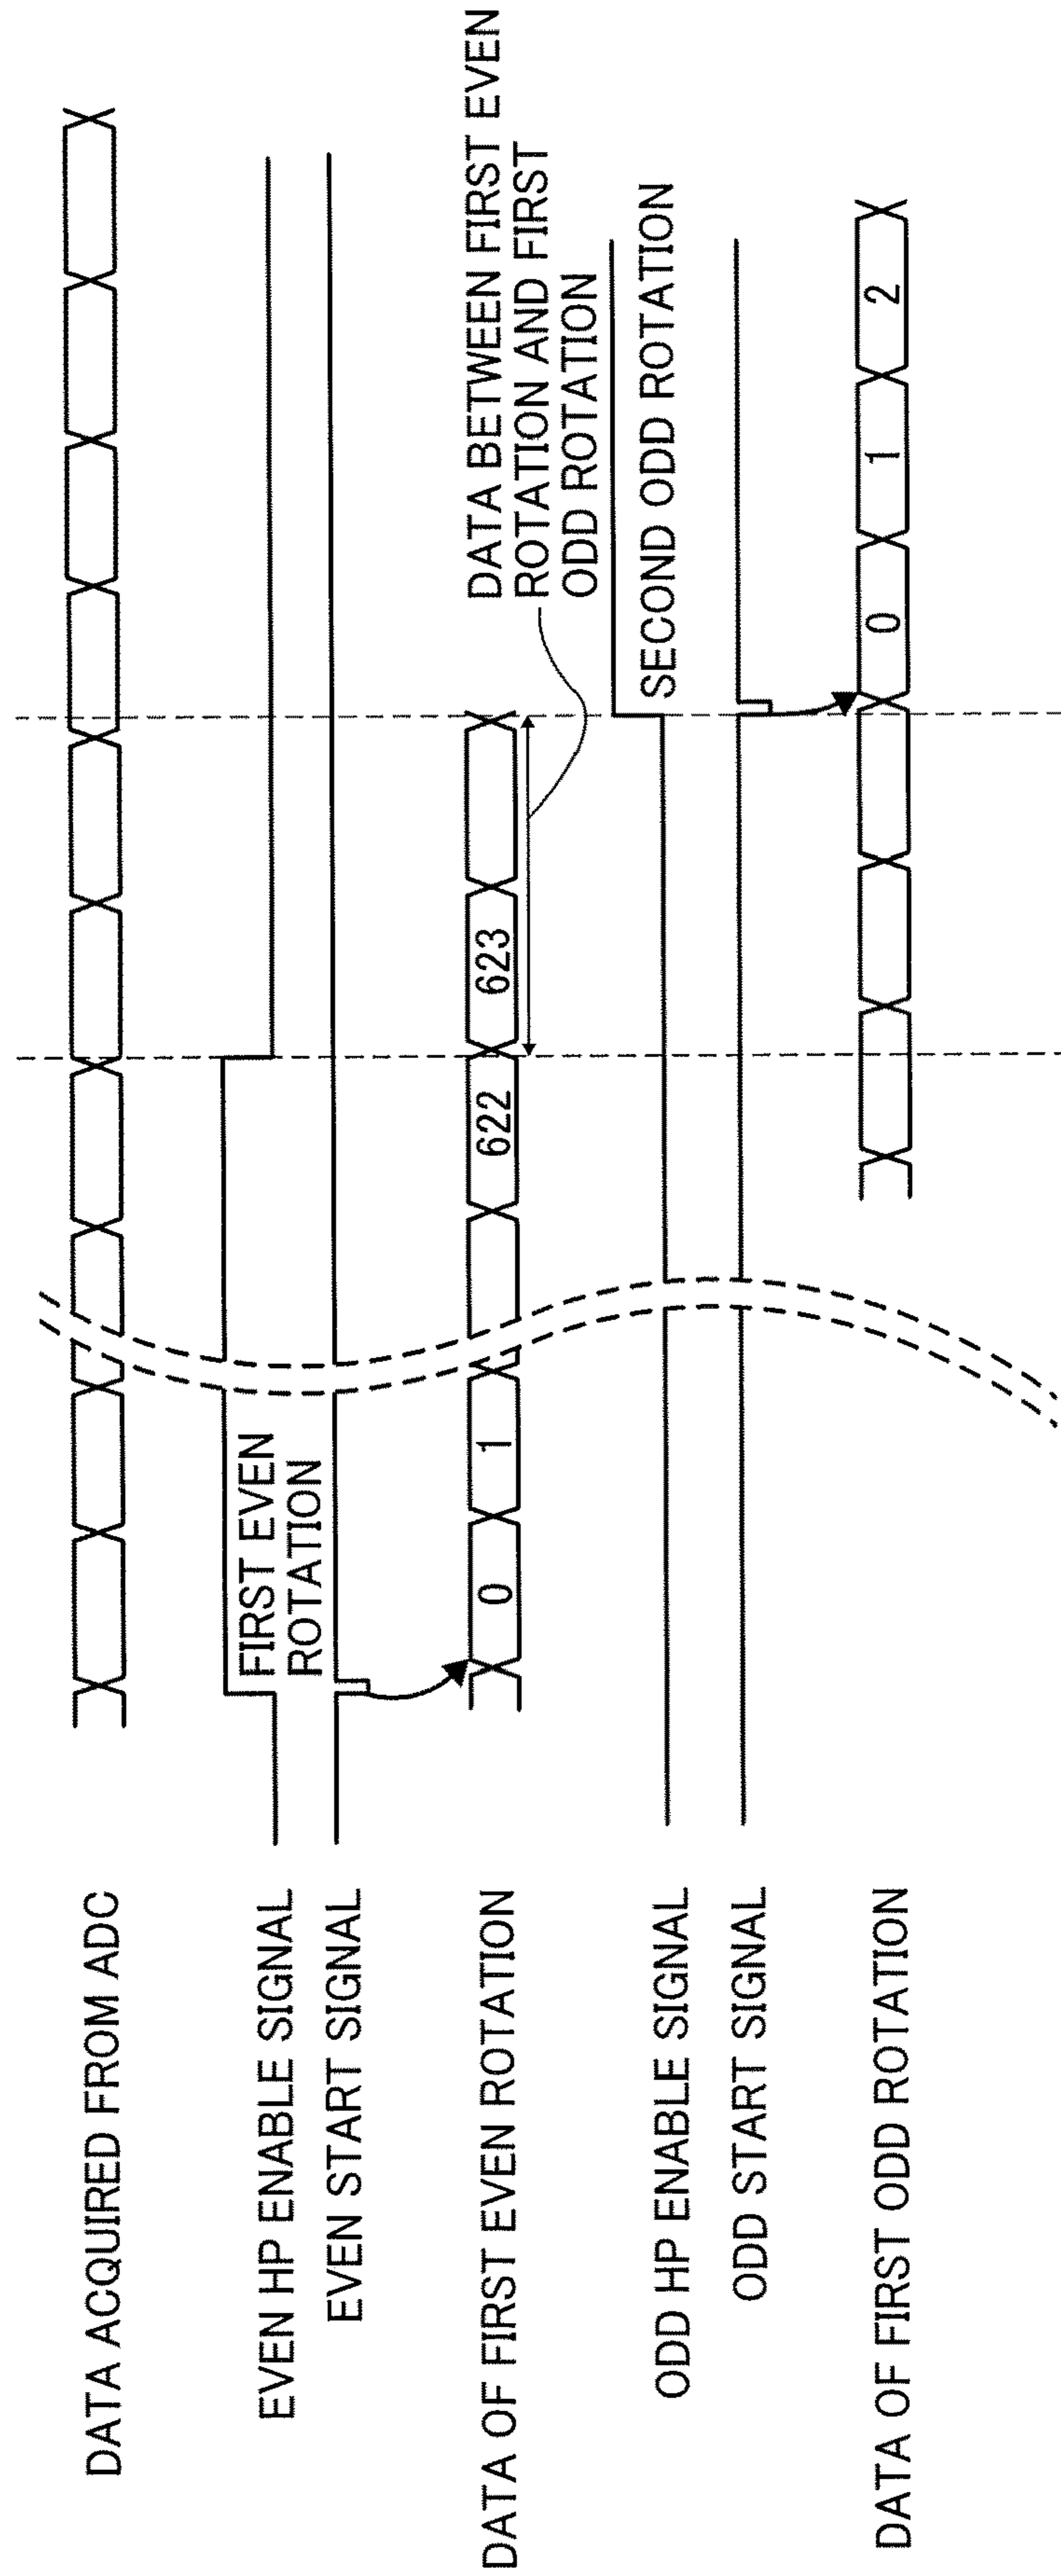 DATA ACQUIRED FROM ADC
EVEN HP ENABLE SIGNAL
FIRST EVEN
ROTATION
EVEN START SIGNAL
DATA OF FIRST EVEN ROTATION
0 1 622 623
DATA BETWEEN FIRST EVEN
ROTATION AND FIRST
ODD ROTATION
ODD HP ENABLE SIGNAL
SECOND ODD ROTATION
ODD START SIGNAL
DATA OF FIRST ODD ROTATION
0 1 2